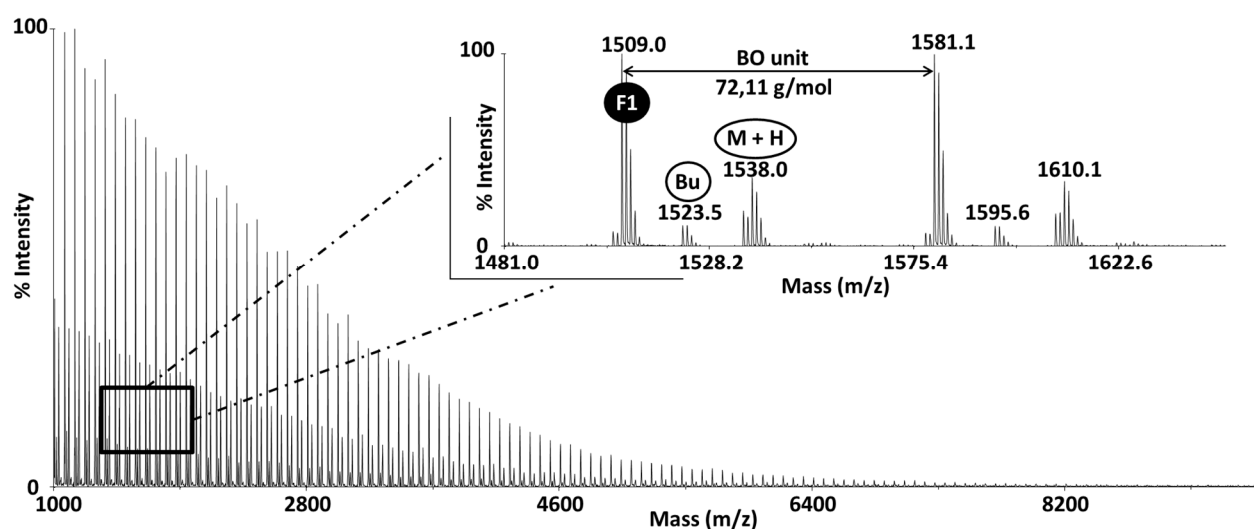 100
% Intensity
0
1000
2800
4600
6400
8200
Mass (m/z)
100
% Intensity
0
1509.0
BO unit
72,11 g/mol
1581.1
F1
M + H
1538.0
Bu
1523.5
1595.6
1610.1
1481.0
1528.2
1575.4
1622.6
Mass (m/z)